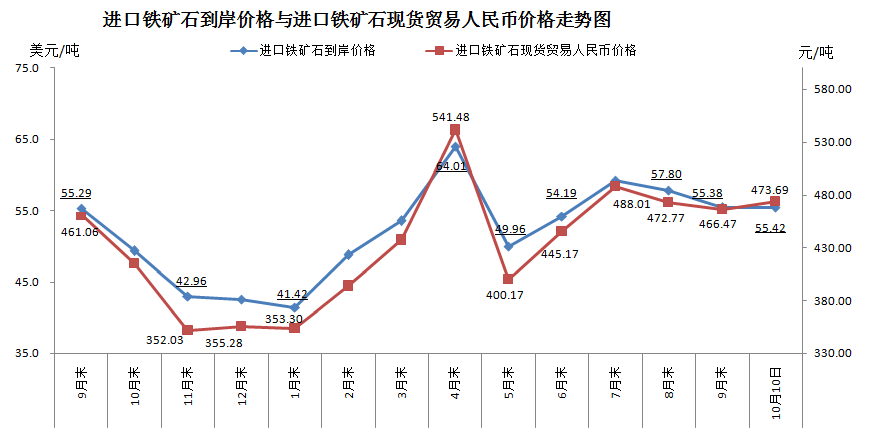 进口铁矿石到岸价格与进口铁矿石现货贸易人民币价格走势图
美元/吨
进口铁矿石到岸价格
进口铁矿石现货贸易人民币价格
元/吨
75.0
65.0
55.0
45.0
35.0
580.00
530.00
480.00
430.00
380.00
330.00
55.29
42.96
41.42
64.01
49.96
54.19
57.80
55.38
55.42
461.06
352.03
355.28
353.30
541.48
400.17
445.17
488.01
472.77
466.47
473.69
9月末
10月末
11月末
12月末
1月末
2月末
3月末
4月末
5月末
6月末
7月末
8月末
9月末
10月10日